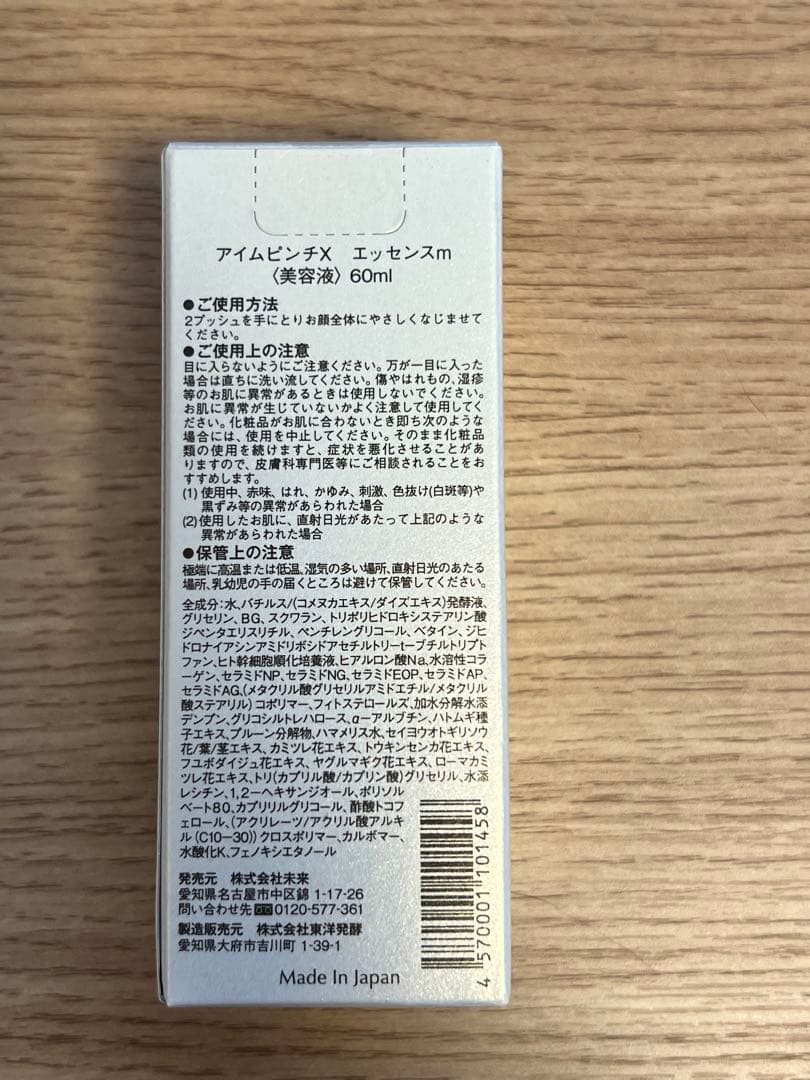 アイムピンチX　エッセンスm
〈美容液〉60ml
●ご使用方法
2プッシュを手にとりお顔全体にやさしくなじませて
ください。
●ご使用上の注意
目に入らないようにご注意ください。万が一目に入った
場合は直ちに洗い流してください。傷やはれもの、湿疹
等のお肌に異常があるときは使用しないでください。
お肌に異常が生じていないかよく注意して使用してく
ださい。化粧品がお肌に合わないとき即ち次のような
場合には、使用を中止してください。そのまま化粧品
類の使用を続けますと、症状を悪化させることがあ
りますので、皮膚科専門医等にご相談されることをお
すすめします。
(1)使用中、赤味、はれ、かゆみ、刺激、色抜け(白斑等)や
黒ずみ等の異常があらわれた場合
(2)使用したお肌に、直射日光があたって上記のような
異常があらわれた場合
●保管上の注意
極端に高温または低温、湿気の多い場所、直射日光のあたる
場所、乳幼児の手の届くところは避けて保管してください。
全成分：水、バチルス/(コメヌカエキス/ダイズエキス)発酵液、
グリセリン、BG、スクワラン、トリポリヒドロキシステアリン酸
ジペンタエリスリチル、ペンチレングリコール、ベタイン、ジヒ
ドロナイアシンアミドリボシドアセチルトリーtーブチルトリプト
ファン、ヒト幹細胞順化培養液、ヒアルロン酸Na、水溶性コラ
ーゲン、セラミドNP、セラミドNG、セラミドEOP、セラミドAP、
セラミドAG、(メタクリル酸グリセリルアミドエチル/メタクリル
酸ステアリル)コポリマー、フィトステロールズ、加水分解水添
デンプン、グリコシルトレハロース、αーアルブチン、ハトムギ種
子エキス、プルーン分解物、ハマメリス水、セイヨウオトギリソウ
花/葉/茎エキス、カミツレ花エキス、トウキンセンカ花エキス、
フユボダイジュ花エキス、ヤグルマギク花エキス、ローマカミ
ツレ花エキス、トリ(カプリル酸/カプリン酸)グリセリル、水添
レシチン、1,2ーヘキサンジオール、ポリソル
ベート80、カプリリルグリコール、酢酸トコフ
ェロール、(アクリレーツ/アクリル酸アルキ
ル(C10ー30))クロスポリマー、カルボマー、
水酸化K、フェノキシエタノール
発売元　株式会社未来
愛知県名古屋市中区錦 1-17-26
問い合わせ先 0120-577-361
製造販売元　株式会社東洋発酵
愛知県大府市吉川町 1-39-1
Made In Japan
4 570001 101458